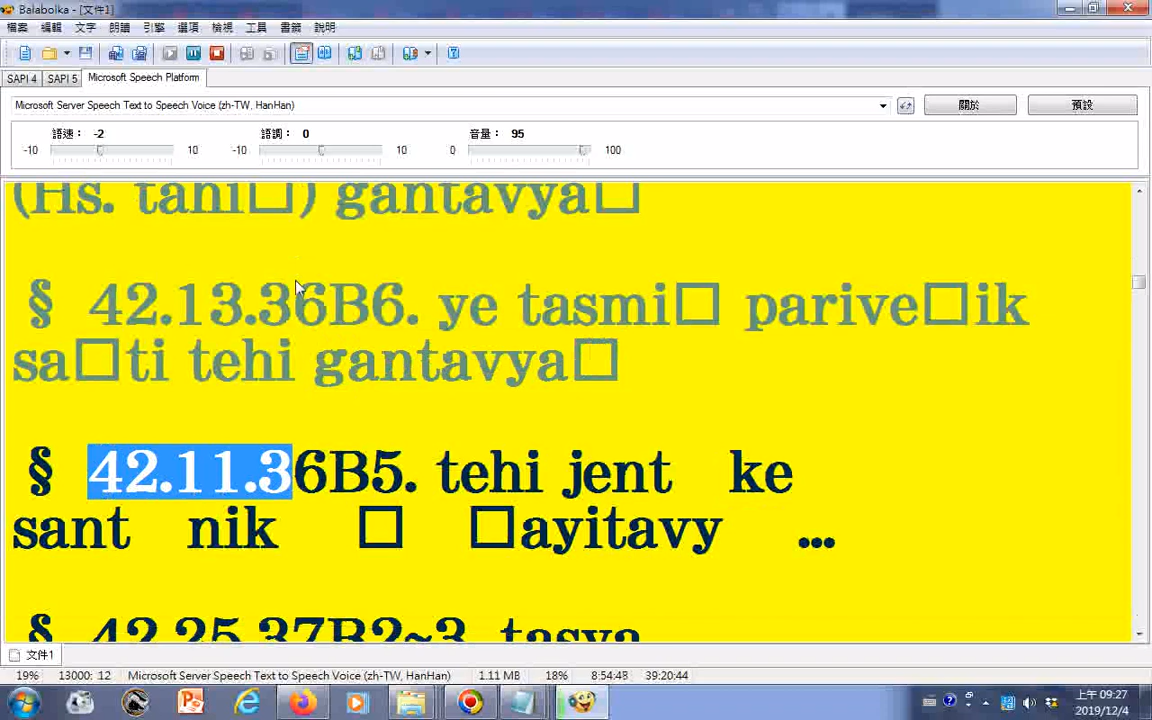 Balabolka - [文件1]
檔案 編輯 文字 朗讀 引擎 選項 檢視 工具 書籤 說明
SAPI 4 SAPI 5 Microsoft Speech Platform
Microsoft Server Speech Text to Speech Voice (zh-TW, HanHan) 關於 預設
語速： -2 語調： 0 音量： 95
-10 10 -10 10 0 100
(Hs. tahi□) gantavya□
§ 42.13.36B6. ye tasmi□ parive□ik
sa□ti tehi gantavya□
§ 42.11.36B5. tehi jent ke
sant nik □ □ayitavy ...
§ 42.25.37B2~3. tasya
文件1
19% 13000: 12 Microsoft Server Speech Text to Speech Voice (zh-TW, HanHan) 1.11 MB 18% 8:54:48 39:20:44
上午 09:27
2019/12/4